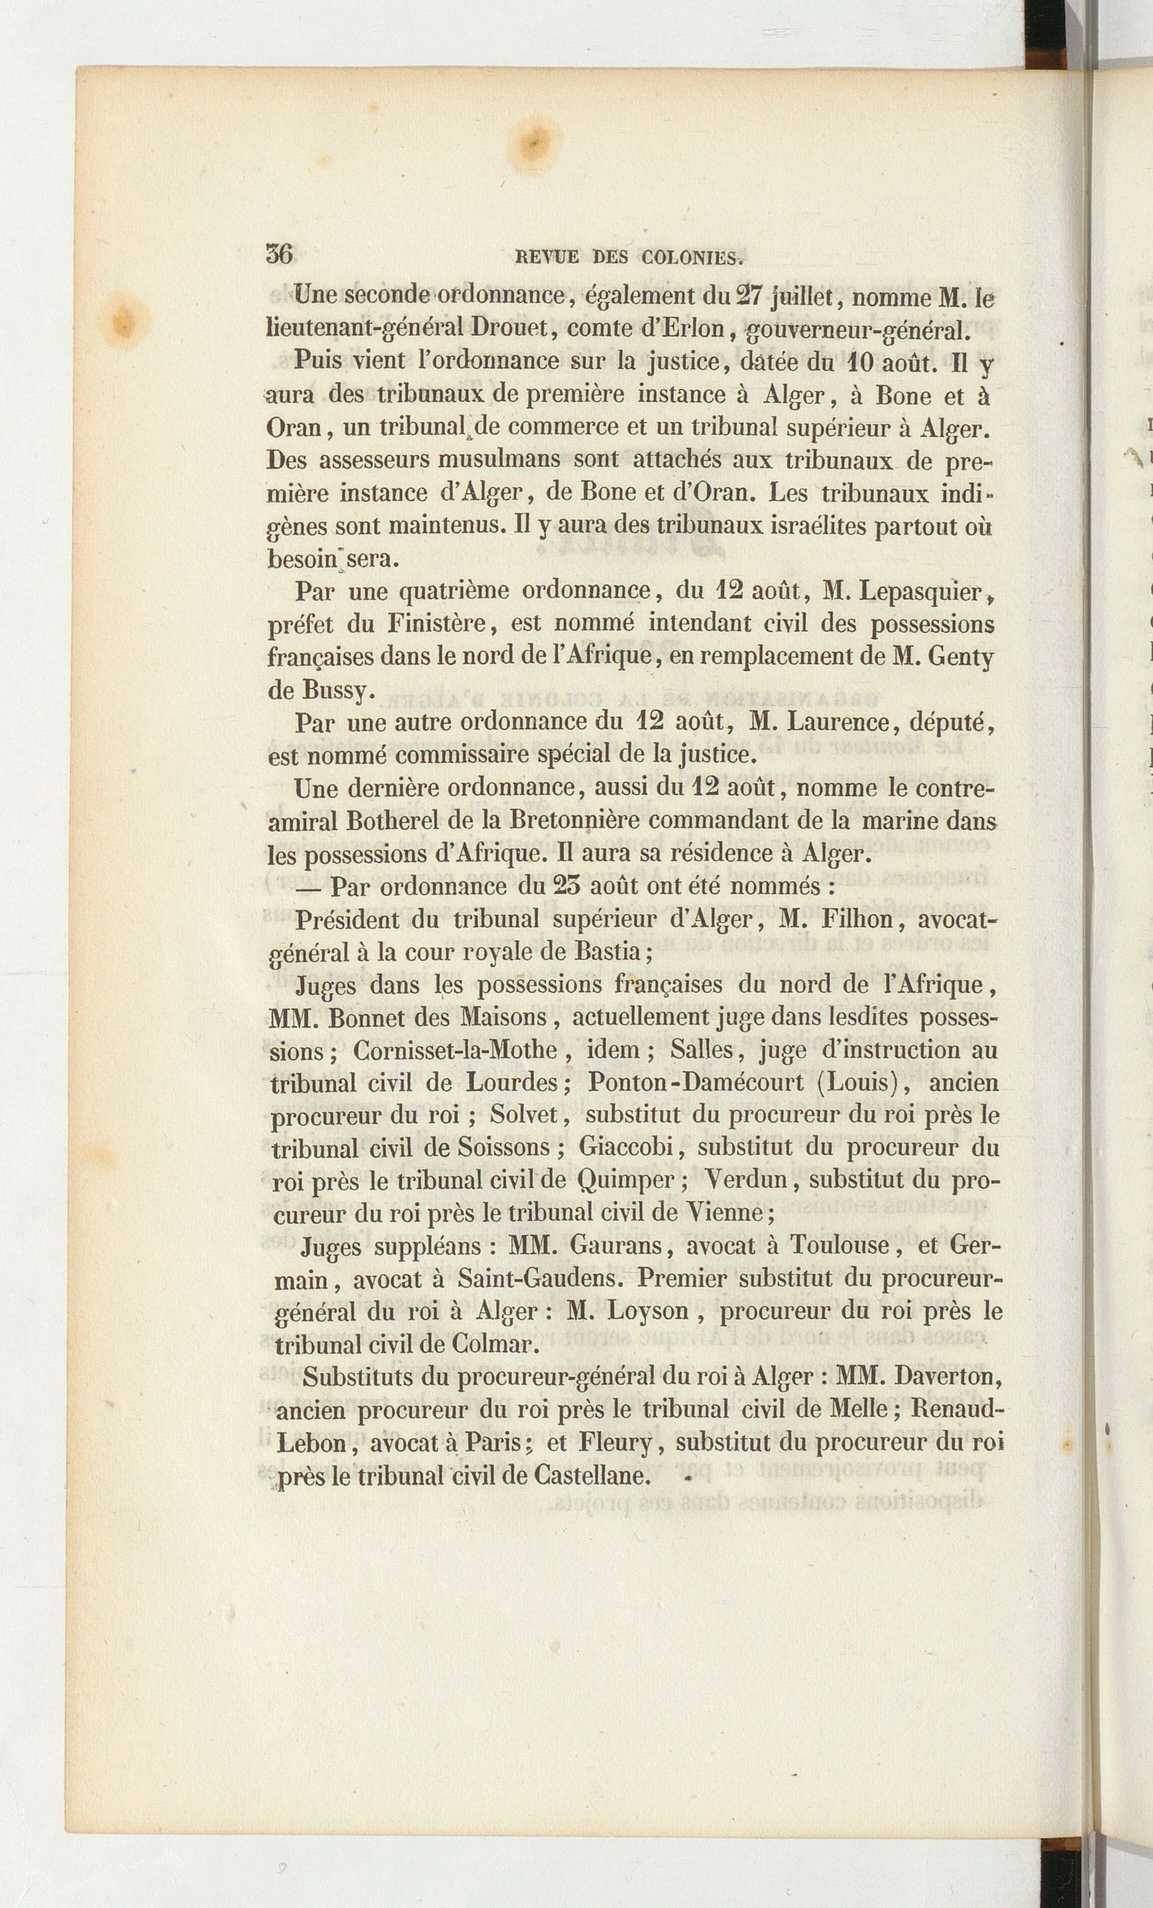 36 REVUE DES COLONIES.
Une seconde ordonnance, également du 27 juillet, nomme M. le
lieutenant-général Drouet, comte d'Erlon, gouverneur-général.
Puis vient l'ordonnance sur la justice, datée du 10 août. Il y
aura des tribunaux de première instance à Alger, à Bone et à
Oran, un tribunal de commerce et un tribunal supérieur à Alger.
Des assesseurs musulmans sont attachés aux tribunaux de pre-
mière instance d'Alger, de Bone et d'Oran. Les tribunaux indi-
gènes sont maintenus. Il y aura des tribunaux israélites partout où
besoin sera.
Par une quatrième ordonnance, du 12 août, M. Lepasquier,
préfet du Finistère, est nommé intendant civil des possessions
françaises dans le nord de l'Afrique, en remplacement de M. Genty
de Bussy.
Par une autre ordonnance du 12 août, M. Laurence, député,
est nommé commissaire spécial de la justice.
Une dernière ordonnance, aussi du 12 août, nomme le contre-
amiral Botherel de la Bretonnière commandant de la marine dans
les possessions d'Afrique. Il aura sa résidence à Alger.
— Par ordonnance du 23 août ont été nommés :
Président du tribunal supérieur d'Alger, M. Filhon, avocat-
général à la cour royale de Bastia ;
Juges dans les possessions françaises du nord de l'Afrique,
MM. Bonnet des Maisons, actuellement juge dans lesdites posses-
sions ; Cornisset-la-Mothe, idem ; Salles, juge d'instruction au
tribunal civil de Lourdes ; Ponton-Damécourt (Louis), ancien
procureur du roi ; Solvet, substitut du procureur du roi près le
tribunal civil de Soissons ; Giaccobi, substitut du procureur du
roi près le tribunal civil de Quimper ; Verdun, substitut du pro-
cureur du roi près le tribunal civil de Vienne ;
Juges suppléans : MM. Gaurans, avocat à Toulouse, et Ger-
main, avocat à Saint-Gaudens. Premier substitut du procureur-
général du roi à Alger : M. Loyson, procureur du roi près le
tribunal civil de Colmar.
Substituts du procureur-général du roi à Alger : MM. Daverton,
ancien procureur du roi près le tribunal civil de Melle ; Renaud-
Lebon, avocat à Paris ; et Fleury, substitut du procureur du roi
près le tribunal civil de Castellane.